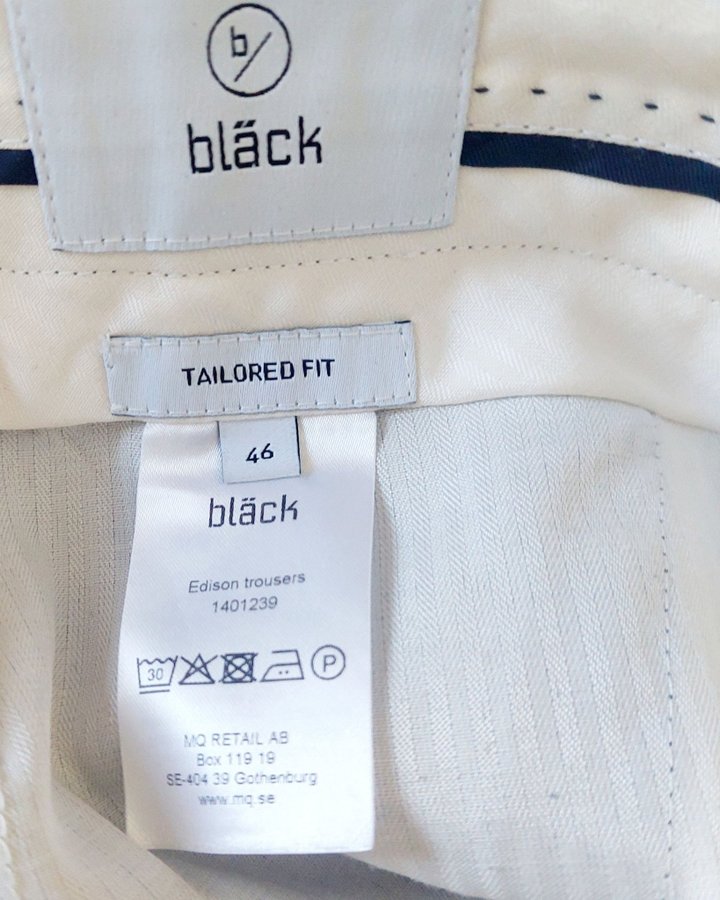 b/
bläck
TAILORED FIT
46
bläck
Edison trousers
1401239
30
P
MQ RETAIL AB
Box 119 19
SE-404 39 Gothenburg
www.mq.se